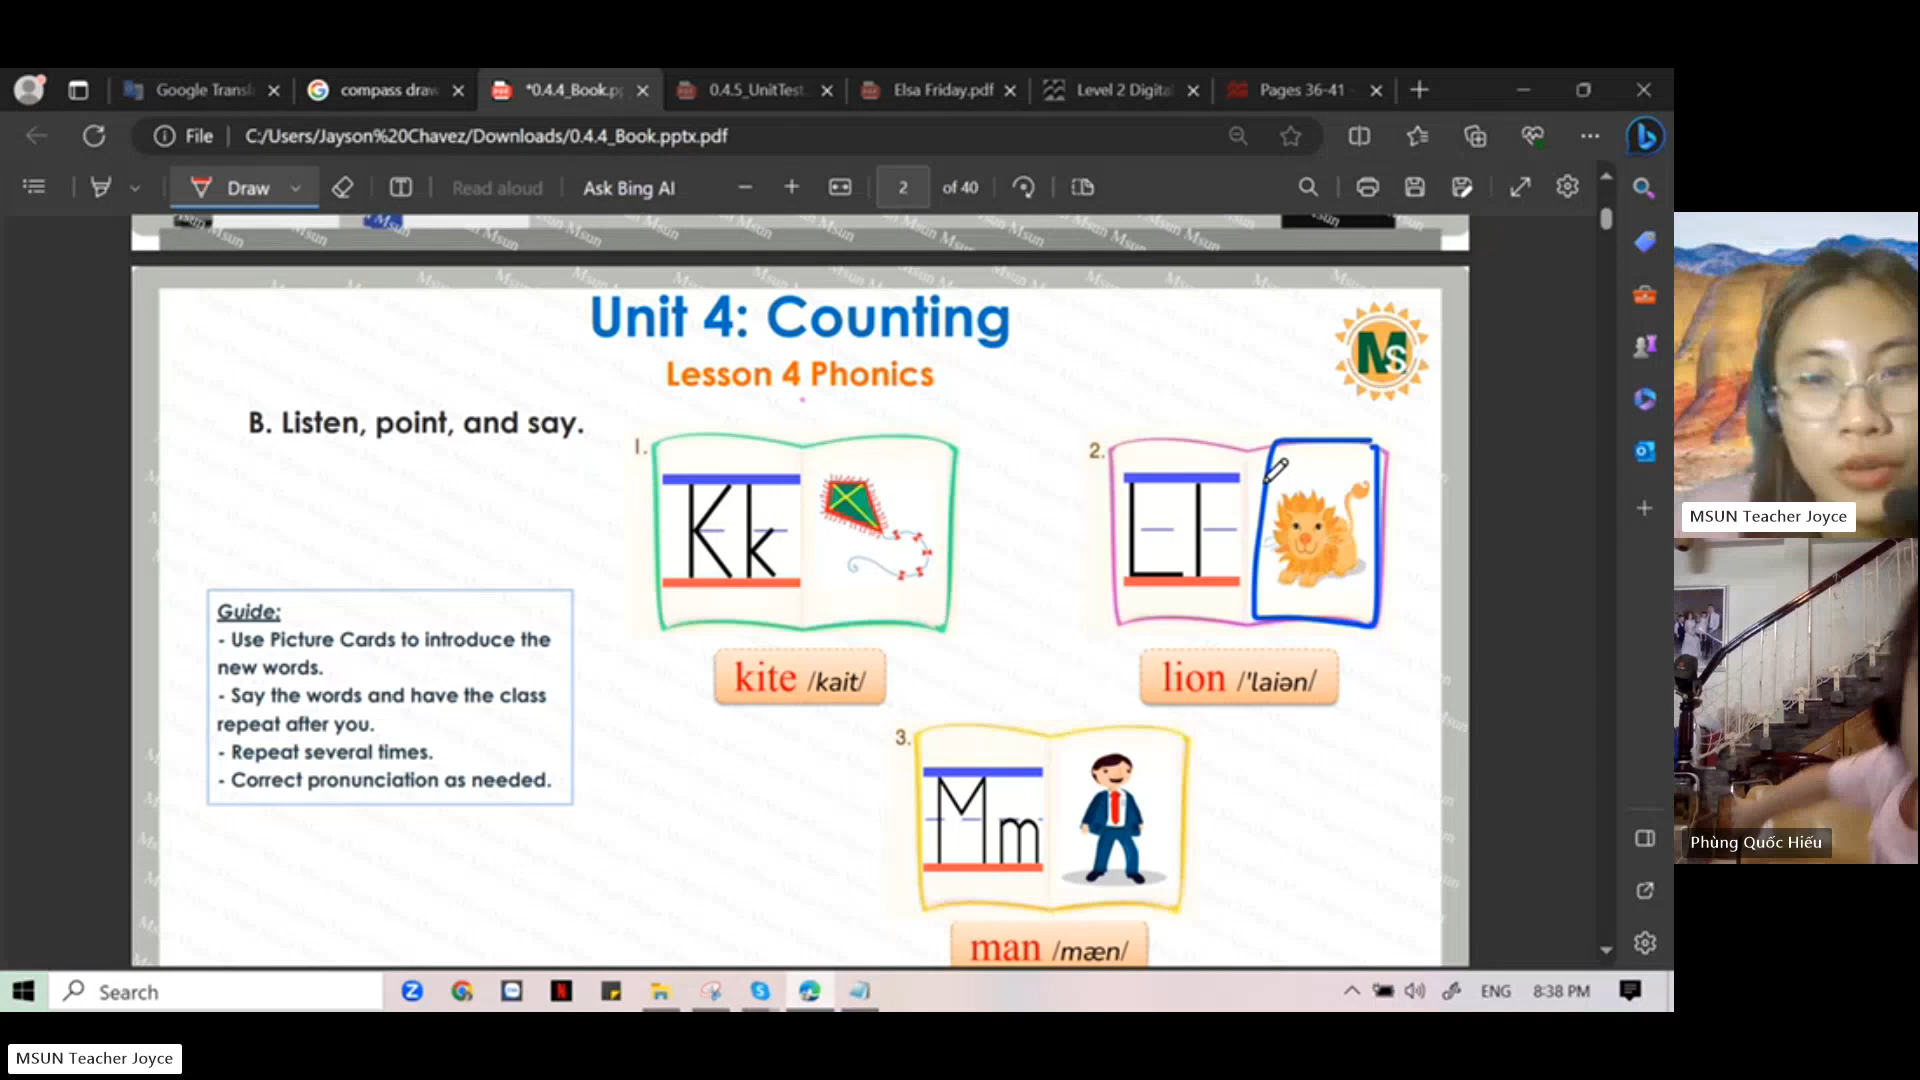 Google Transl
compass draw
*0.4.4_Book.pp
0.4.5_UnitTest.
Elsa Friday.pdf
Level 2 Digita
Pages 36-41
File
C:/Users/Jayson%20Chavez/Downloads/0.4.4_Book.pptx.pdf
Draw
Read aloud
Ask Bing AI
2
of 40
Unit 4: Counting
Lesson 4 Phonics
Ms
B. Listen, point, and say.
1.
Kk
2.
Ll
Guide:
- Use Picture Cards to introduce the
new words.
- Say the words and have the class
repeat after you.
- Repeat several times.
- Correct pronunciation as needed.
kite /kait/
lion /'laiən/
3.
Mm
man /mæn/
MSUN Teacher Joyce
Phùng Quốc Hiếu
Search
ENG
8:38 PM
MSUN Teacher Joyce